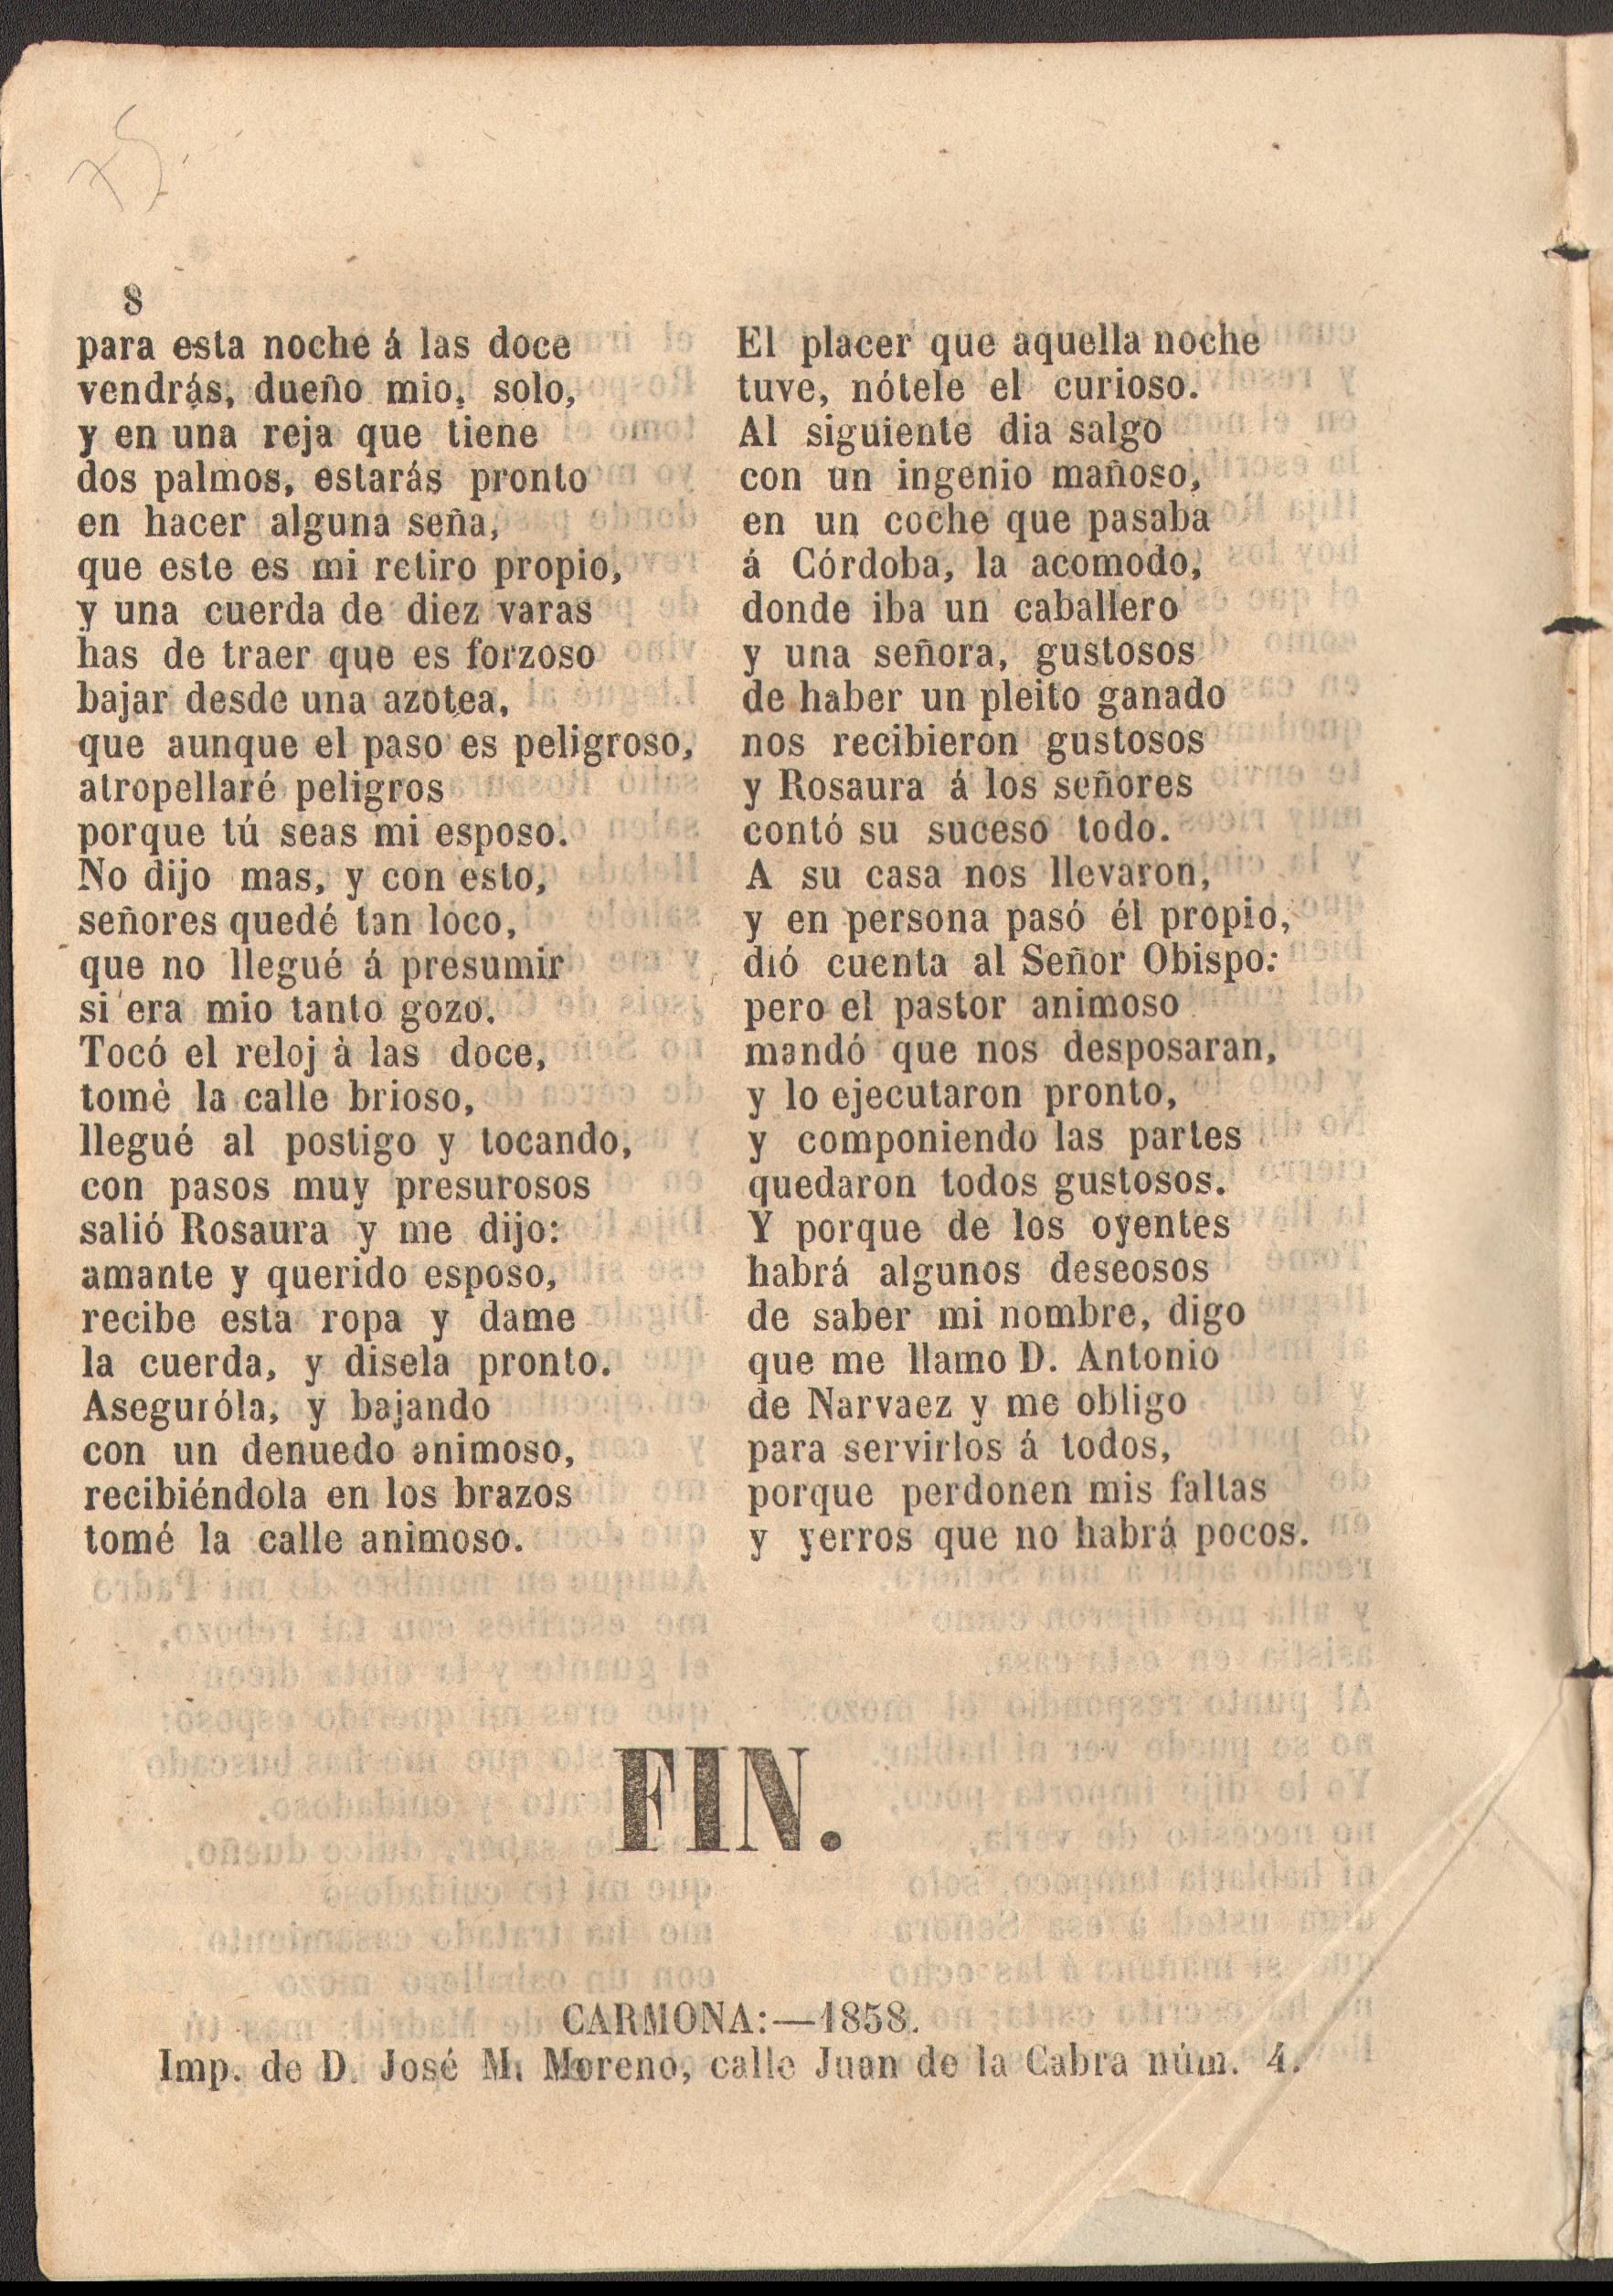 75
8
para esta noche á las doce
vendrás, dueño mio, solo,
y en una reja que tiene
dos palmos, estarás pronto
en hacer alguna seña,
que este es mi retiro propio,
y una cuerda de diez varas
has de traer que es forzoso
bajar desde una azotea,
que aunque el paso es peligroso,
atropellaré peligros
porque tú seas mi esposo.
No dijo mas, y con esto,
señores quedé tan loco,
que no llegué á presumir
si era mio tanto gozo.
Tocó el reloj à las doce,
tomè la calle brioso,
llegué al postigo y tocando,
con pasos muy presurosos
salió Rosaura y me dijo:
amante y querido esposo,
recibe esta ropa y dame
la cuerda, y disela pronto.
Aseguróla, y bajando
con un denuedo animoso,
recibiéndola en los brazos
tomé la calle animoso.
El placer que aquella noche
tuve, nótele el curioso.
Al siguiente dia salgo
con un ingenio mañoso,
en un coche que pasaba
á Córdoba, la acomodo,
donde iba un caballero
y una señora, gustosos
de haber un pleito ganado
nos recibieron gustosos
y Rosaura á los señores
contó su suceso todo.
A su casa nos llevaron,
y en persona pasó él propio,
dió cuenta al Señor Obispo:
pero el pastor animoso
mandó que nos desposaran,
y lo ejecutaron pronto,
y componiendo las partes
quedaron todos gustosos.
Y porque de los oyentes
habrá algunos deseosos
de saber mi nombre, digo
que me llamo D. Antonio
de Narvaez y me obligo
para servirlos á todos,
porque perdonen mis faltas
y yerros que no habrá pocos.
FIN.
CARMONA:—1858.
Imp. de D. José M. Moreno, calle Juan de la Cabra núm. 4.